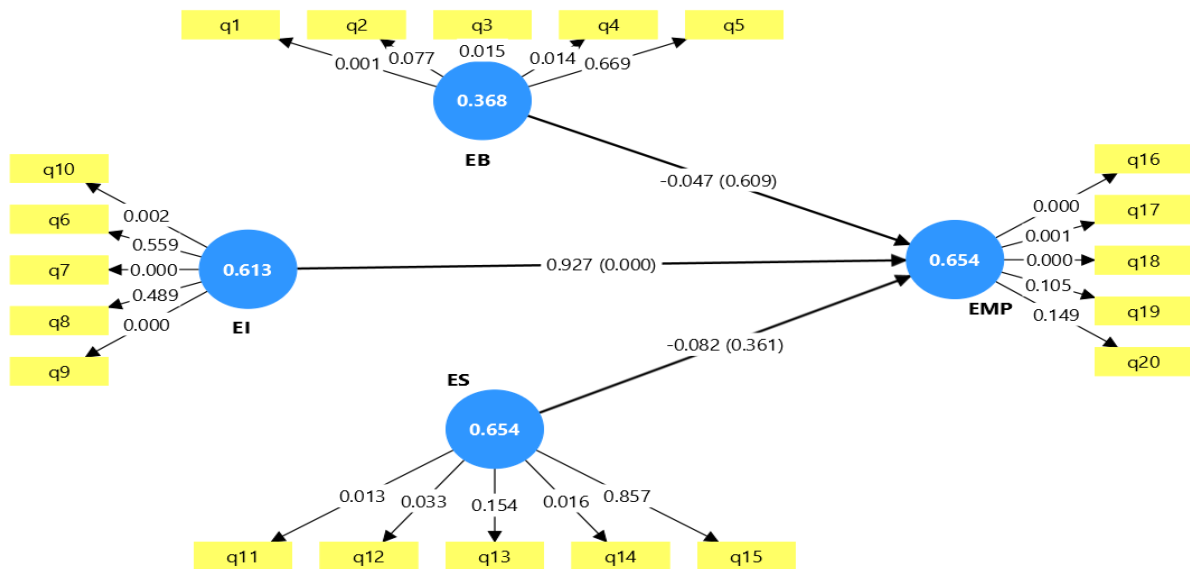 q1
q2
q3
q4
q5
0.001
0.077
0.015
0.014
0.669
0.368
EB
-0.047 (0.609)
q10
q6
q7
q8
q9
0.002
0.559
0.000
0.489
0.000
0.613
EI
0.927 (0.000)
q16
q17
q18
q19
q20
0.000
0.001
0.000
0.105
0.149
0.654
EMP
-0.082 (0.361)
ES
0.654
0.013
0.033
0.154
0.016
0.857
q11
q12
q13
q14
q15